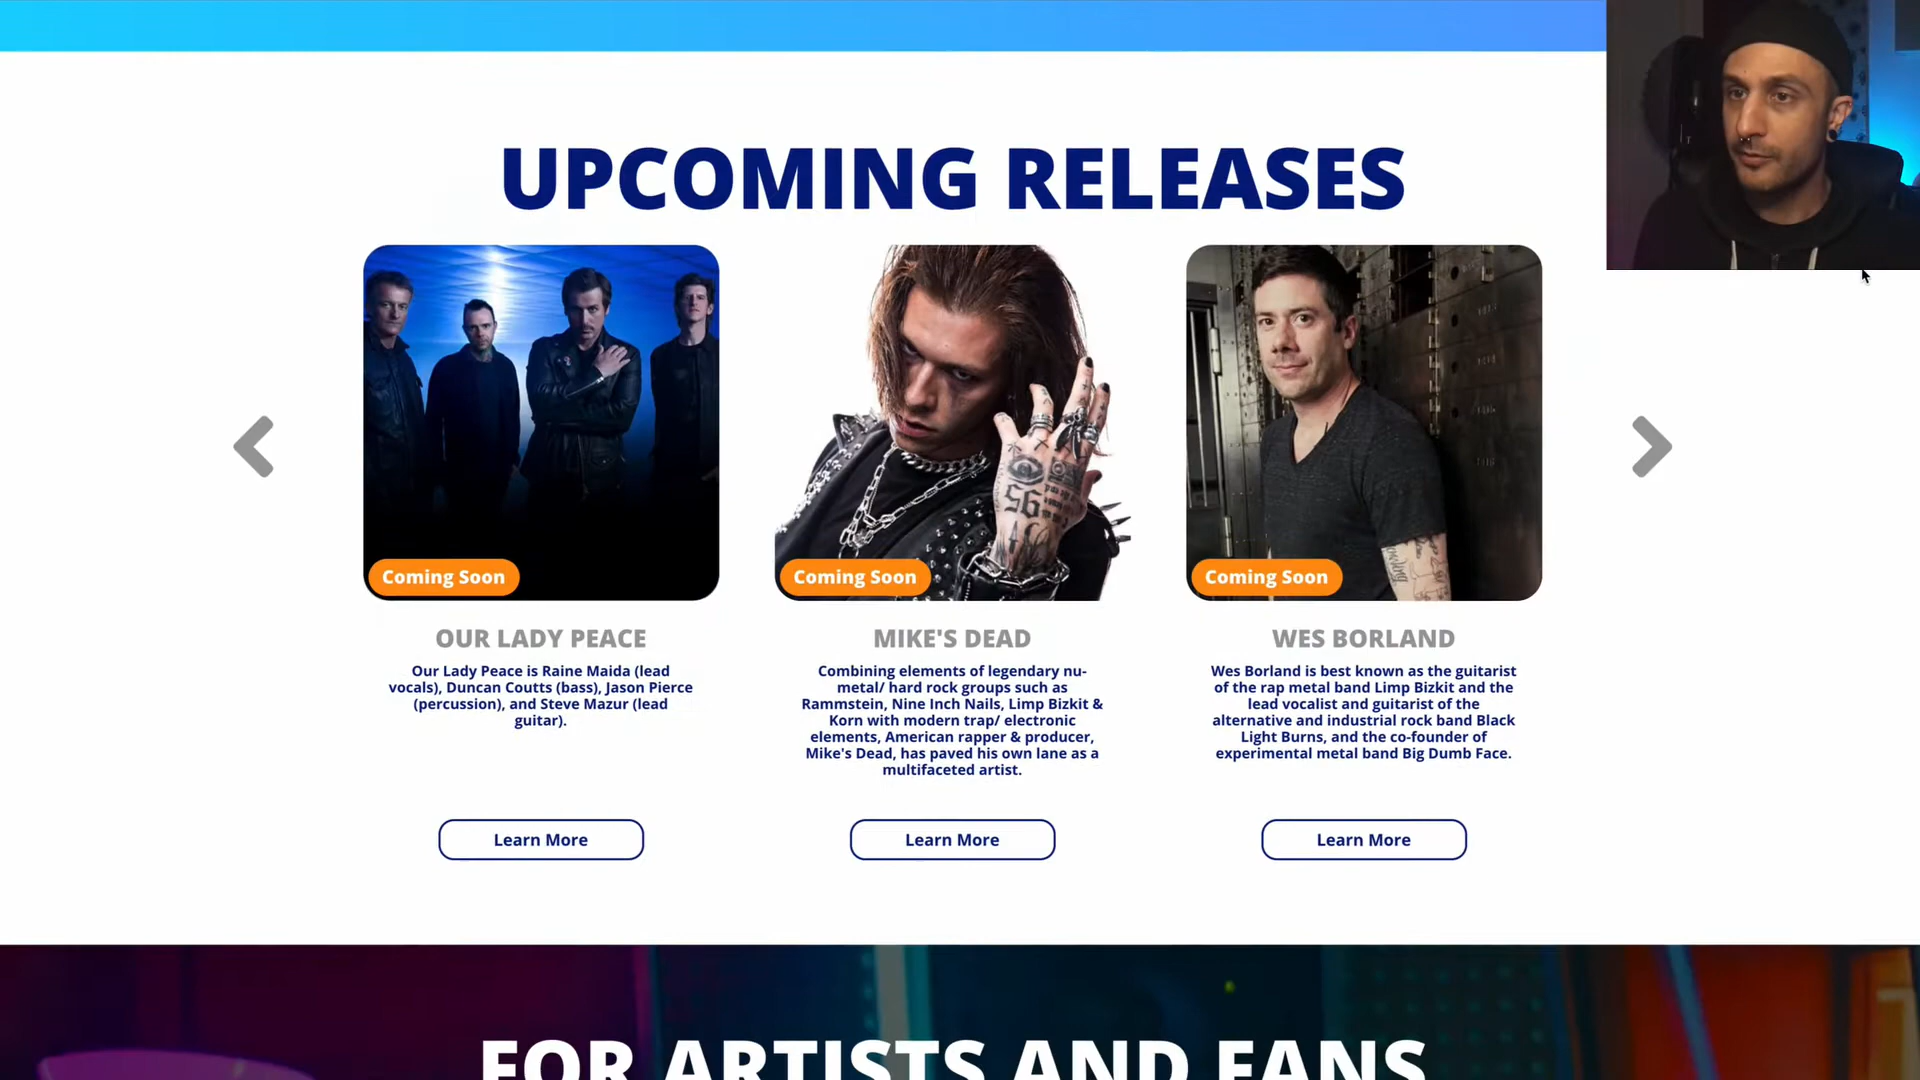 UPCOMING RELEASES
Coming Soon
Coming Soon
Coming Soon
OUR LADY PEACE
Our Lady Peace is Raine Maida (lead
vocals), Duncan Coutts (bass), Jason Pierce
(percussion), and Steve Mazur (lead
guitar).
Learn More
MIKE'S DEAD
Combining elements of legendary nu-
metal/ hard rock groups such as
Rammstein, Nine Inch Nails, Limp Bizkit &
Korn with modern trap/ electronic
elements, American rapper & producer,
Mike's Dead, has paved his own lane as a
multifaceted artist.
Learn More
WES BORLAND
Wes Borland is best known as the guitarist
of the rap metal band Limp Bizkit and the
lead vocalist and guitarist of the
alternative and industrial rock band Black
Light Burns, and the co-founder of
experimental metal band Big Dumb Face.
Learn More
FOR ARTISTS AND FANS